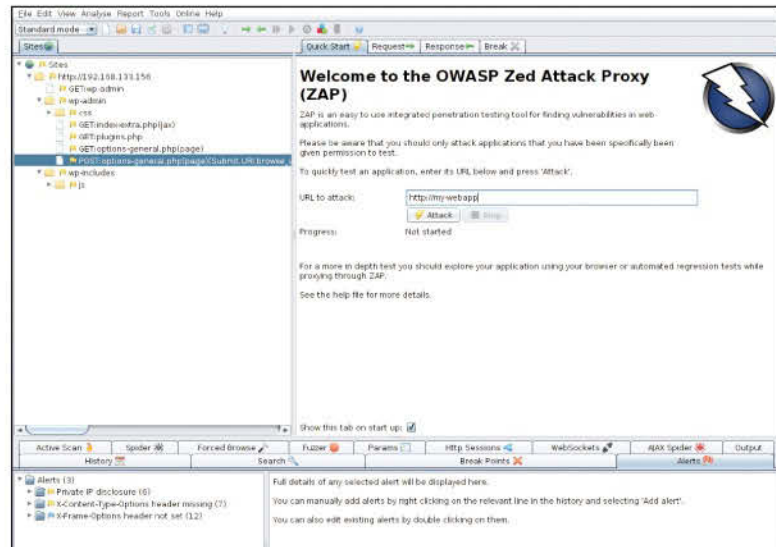 File Edit View Analyse Report Tools Online Help
Standard mode
Sites
Quick Start Request Response Break
Sites
http://192.168.133.156
GET:wp-admin
wp-admin
css
GET:index-extra.php(jax)
GET:plugins.php
GET:options-general.php(page)
POST:options-general.php(page)(Submit,URI,browse_
wp-includes
js
Welcome to the OWASP Zed Attack Proxy
(ZAP)
ZAP is an easy to use integrated penetration testing tool for finding vulnerabilities in web
applications.
Please be aware that you should only attack applications that you have been specifically been
given permission to test.
To quickly test an application, enter its URL below and press 'Attack'.
URL to attack: http://my-webapp
Attack Stop
Progress: Not started
For a more in depth test you should explore your application using your browser or automated regression tests while
proxying through ZAP.
See the help file for more details.
Show this tab on start up:
Active Scan Spider Forced Browse Fuzzer Params Http Sessions WebSockets AJAX Spider Output
History Search Break Points Alerts
Alerts (3)
Private IP disclosure (6)
X-Content-Type-Options header missing (7)
X-Frame-Options header not set (12)
Full details of any selected alert will be displayed here.
You can manually add alerts by right clicking on the relevant line in the history and selecting 'Add alert'.
You can also edit existing alerts by double clicking on them.